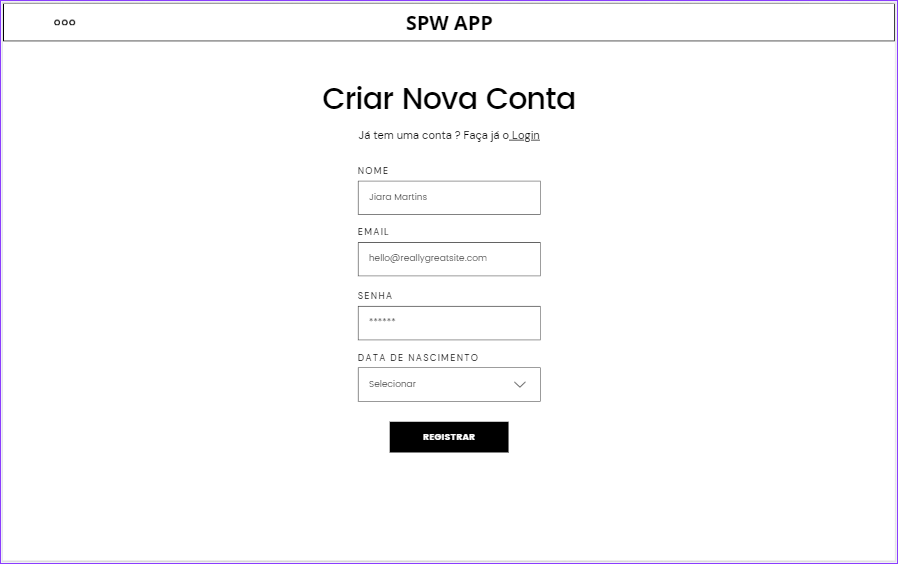 SPW APP
Criar Nova Conta
Já tem uma conta ? Faça já o Login
NOME
Jiara Martins
EMAIL
hello@reallygreatsite.com
SENHA
******
DATA DE NASCIMENTO
Selecionar
REGISTRAR